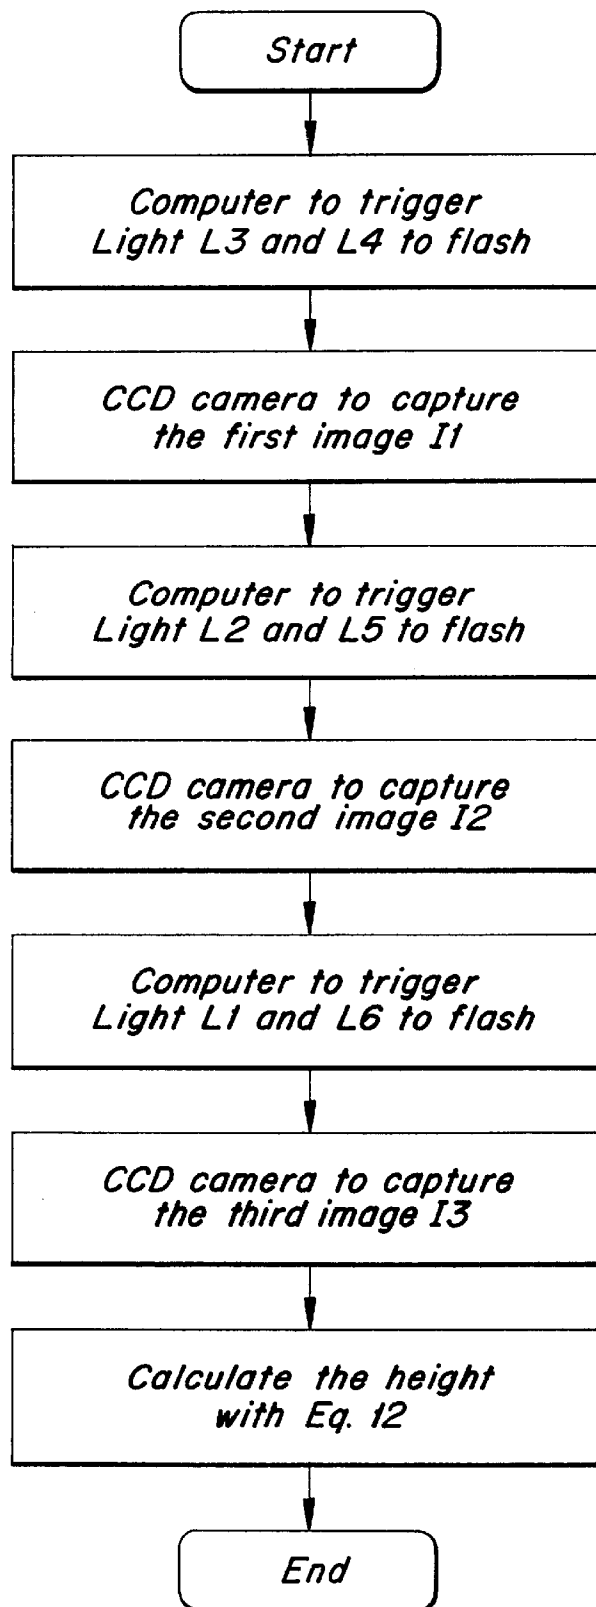 Start
Computer to trigger
Light L3 and L4 to flash
CCD camera to capture
the first image I1
Computer to trigger
Light L2 and L5 to flash
CCD camera to capture
the second image I2
Computer to trigger
Light L1 and L6 to flash
CCD camera to capture
the third image I3
Calculate the height
with Eq. 12
End